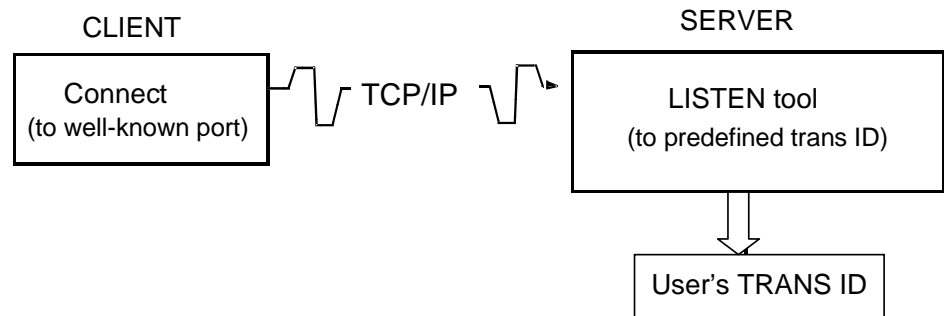 CLIENT
SERVER
Connect
(to well-known port)
TCP/IP
LISTEN tool
(to predefined trans ID)
User's TRANS ID